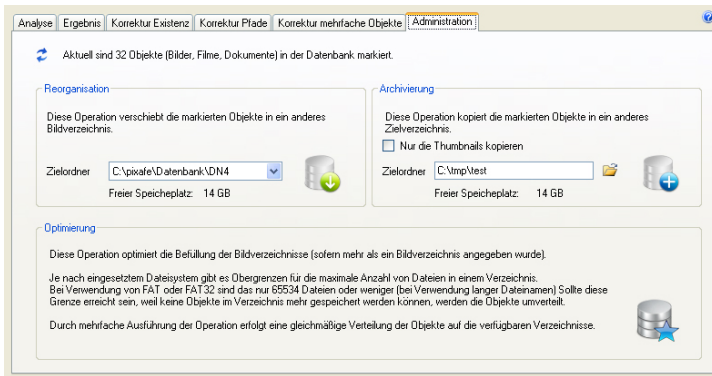 Analyse Ergebnis Korrektur Existenz Korrektur Pfade Korrektur mehrfache Objekte Administration
Aktuell sind 32 Objekte (Bilder, Filme, Dokumente) in der Datenbank markiert.
Reorganisation
Diese Operation verschiebt die markierten Objekte in ein anderes
Bildverzeichnis.
Zielordner C:\pixafe\Datenbank\DN4
Freier Speicheplatz: 14 GB
Archivierung
Diese Operation kopiert die markierten Objekte in ein anderes
Zielverzeichnis.
Nur die Thumbnails kopieren
Zielordner C:\tmp\test
Freier Speicheplatz: 14 GB
Optimierung
Diese Operation optimiert die Befüllung der Bildverzeichnisse (sofern mehr als ein Bildverzeichnis angegeben wurde).
Je nach eingesetztem Dateisystem gibt es Obergrenzen für die maximale Anzahl von Dateien in einem Verzeichnis.
Bei Verwendung von FAT oder FAT32 sind das nur 65534 Dateien oder weniger (bei Verwendung langer Dateinamen) Sollte diese
Grenze erreicht sein, weil keine Objekte im Verzeichnis mehr gespeichert werden können, werden die Objekte umverteilt.
Durch mehrfache Ausführung der Operation erfolgt eine gleichmäßige Verteilung der Objekte auf die verfügbaren Verzeichnisse.